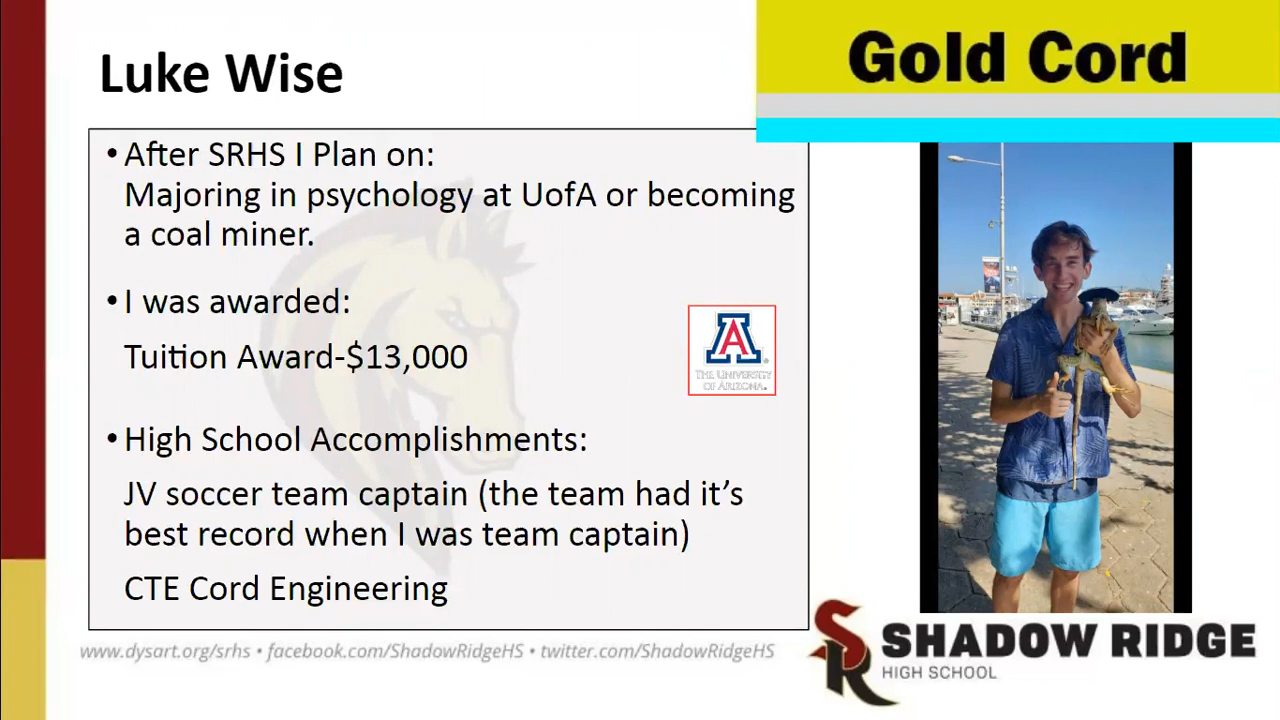 Luke Wise
Gold Cord
•After SRHS I Plan on:
Majoring in psychology at UofA or becoming
a coal miner.
•I was awarded:
Tuition Award-$13,000
A
THE UNIVERSITY
OF ARIZONA.
•High School Accomplishments:
JV soccer team captain (the team had it’s
best record when I was team captain)
CTE Cord Engineering
www.dysart.org/srhs • facebook.com/ShadowRidgeHS • twitter.com/ShadowRidgeHS
SR
SHADOW RIDGE
HIGH SCHOOL